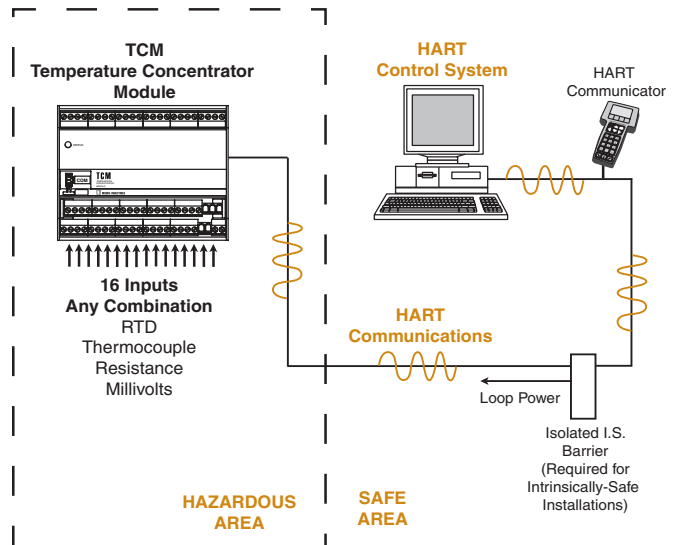 TCM
Temperature Concentrator
Module
COM
TCM
16 Inputs
Any Combination
RTD
Thermocouple
Resistance
Millivolts
HART
Control System
HART
Communicator
HART
Communications
Loop Power
Isolated I.S.
Barrier
(Required for
Intrinsically-Safe
Installations)
HAZARDOUS
AREA
SAFE
AREA